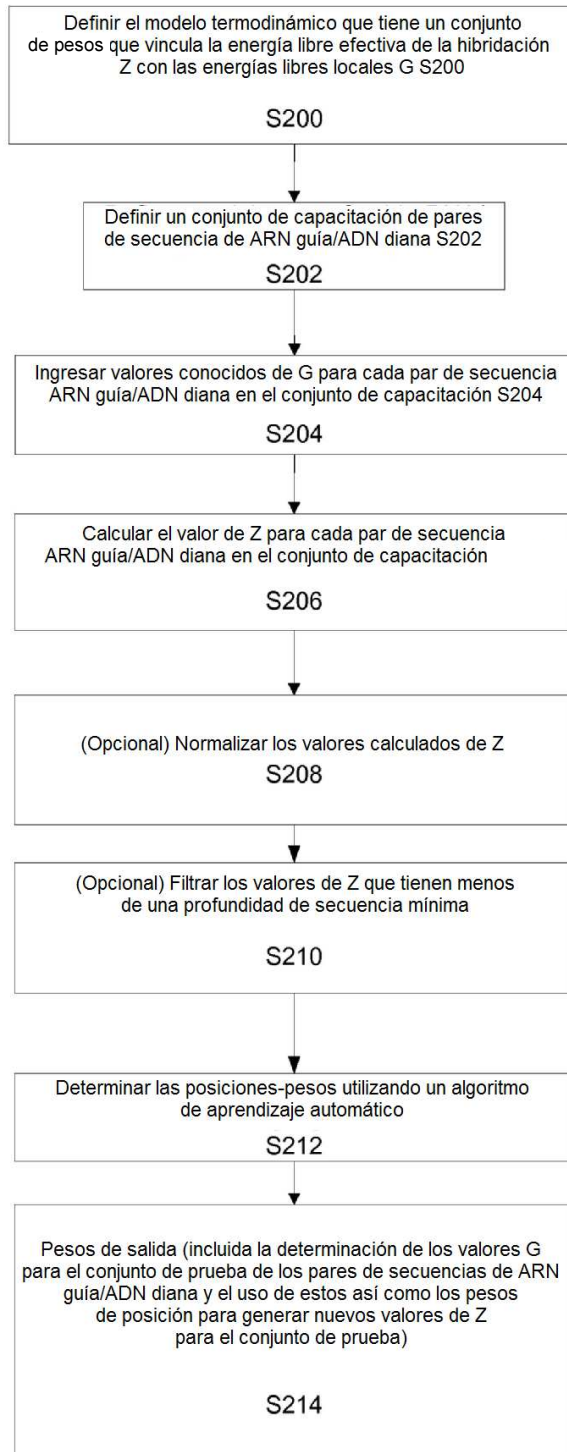 Definir el modelo termodinámico que tiene un conjunto
de pesos que vincula la energía libre efectiva de la hibridación
Z con las energías libres locales G S200
S200
Definir un conjunto de capacitación de pares
de secuencia de ARN guía/ADN diana S202
S202
Ingresar valores conocidos de G para cada par de secuencia
ARN guía/ADN diana en el conjunto de capacitación S204
S204
Calcular el valor de Z para cada par de secuencia
ARN guía/ADN diana en el conjunto de capacitación
S206
(Opcional) Normalizar los valores calculados de Z
S208
(Opcional) Filtrar los valores de Z que tienen menos
de una profundidad de secuencia mínima
S210
Determinar las posiciones-pesos utilizando un algoritmo
de aprendizaje automático
S212
Pesos de salida (incluida la determinación de los valores G
para el conjunto de prueba de los pares de secuencias de ARN
guía/ADN diana y el uso de estos así como los pesos
de posición para generar nuevos valores de Z
para el conjunto de prueba)
S214